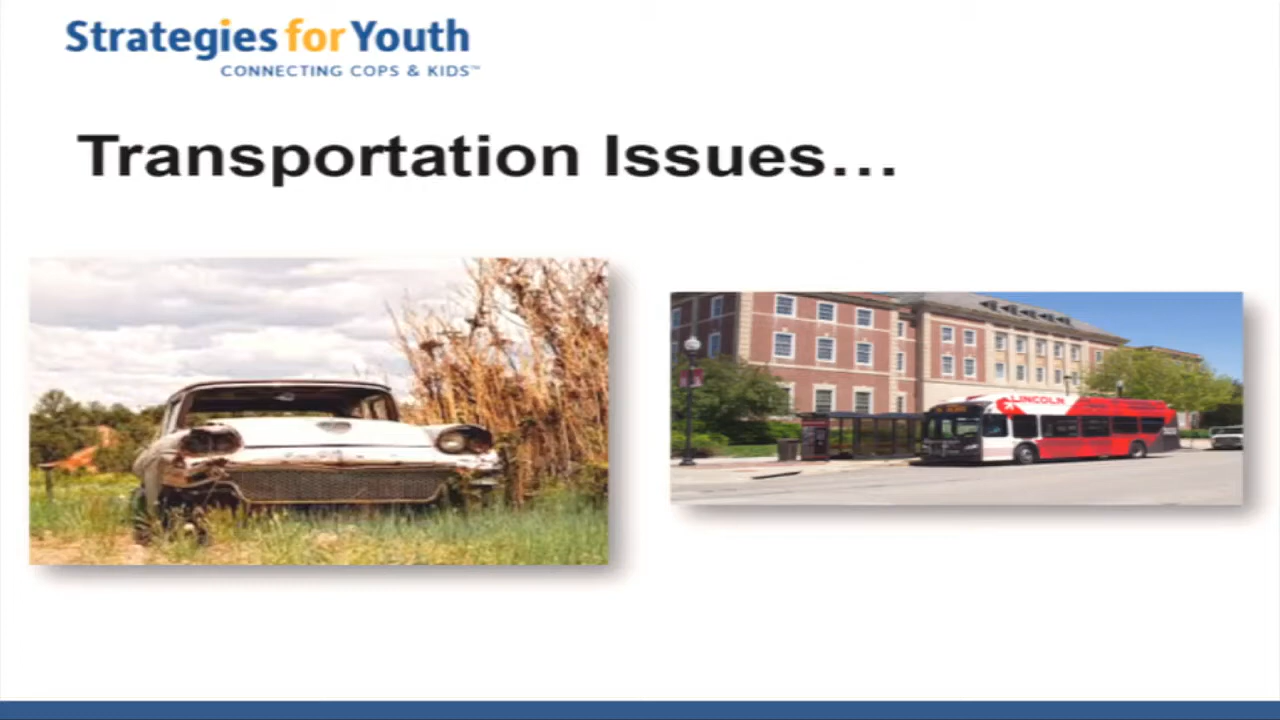 Strategies for Youth
CONNECTING COPS & KIDS™
Transportation Issues…
LINCOLN